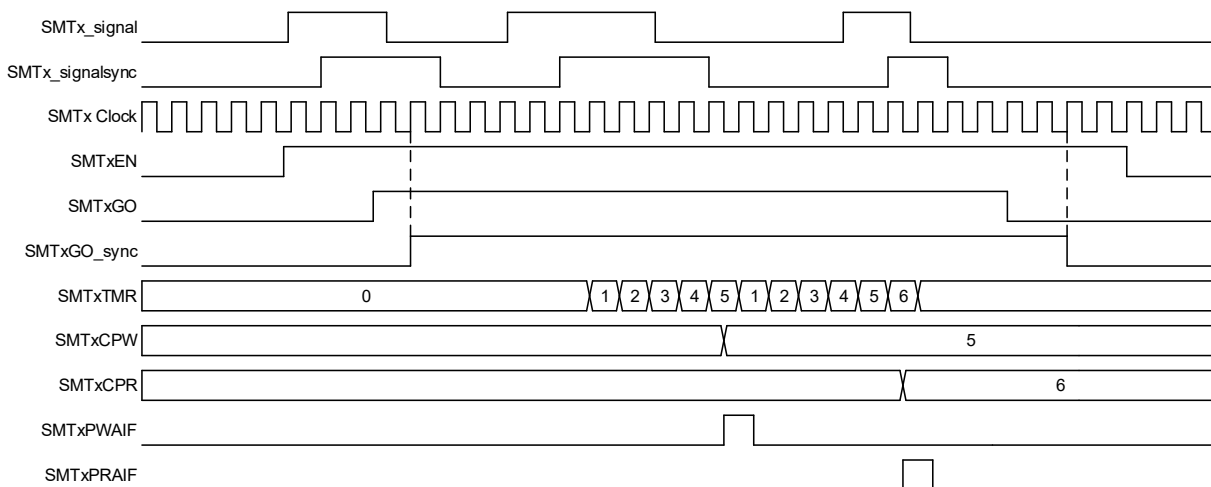 SMTx_signal
SMTx_signalsync
SMTx Clock
SMTxEN
SMTxGO
SMTxGO_sync
SMTxTMR 0 1 2 3 4 5 1 2 3 4 5 6
SMTxCPW 5
SMTxCPR 6
SMTxPWAIF
SMTxPRAIF